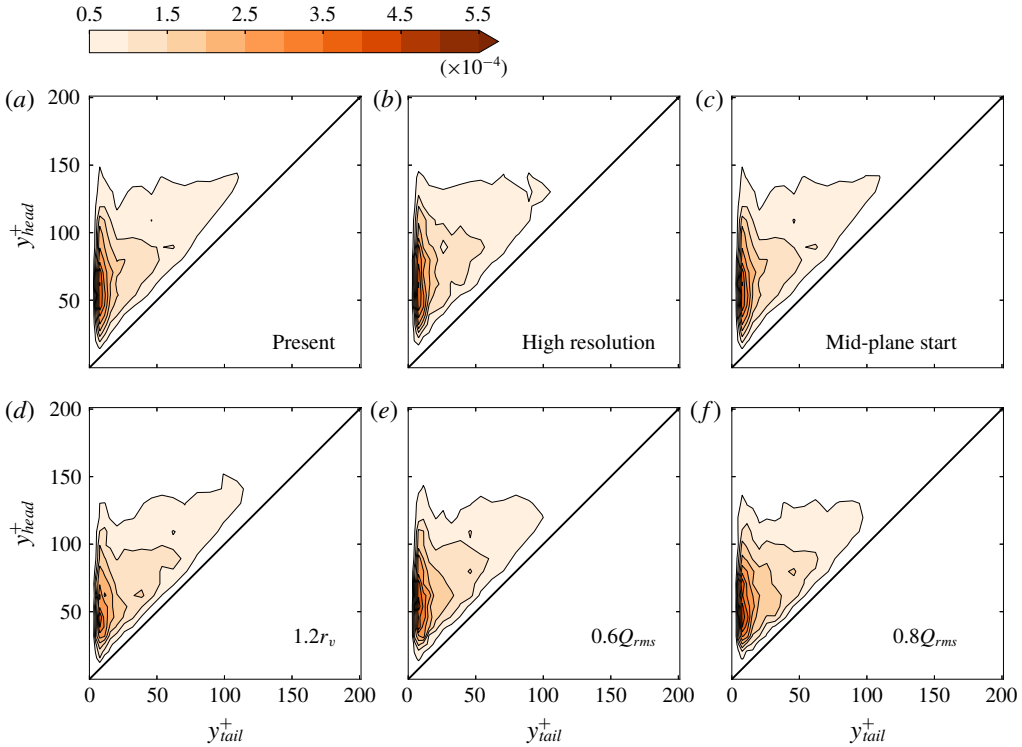 0.5 1.5 2.5 3.5 4.5 5.5
(×10⁻⁴)
(a) (b) (c)
200
150
100
50
y⁺head
Present
High resolution
Mid-plane start
(d) (e) (f)
200
150
100
50
0
y⁺head
1.2rᵥ
0.6Qrms
0.8Qrms
0 50 100 150 200
0 50 100 150 200
0 50 100 150 200
y⁺tail
y⁺tail
y⁺tail